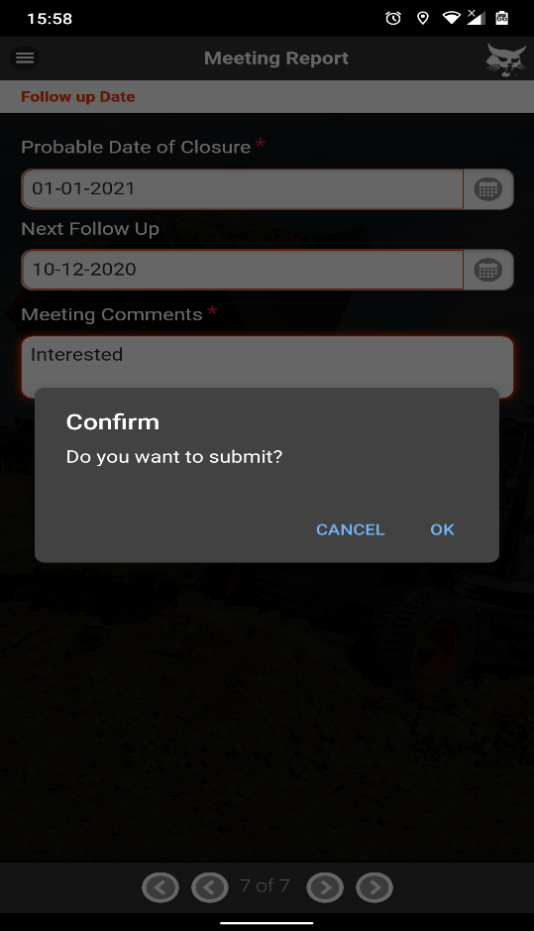 15:58
Meeting Report
Follow up Date
Probable Date of Closure *
01-01-2021
Next Follow Up
10-12-2020
Meeting Comments *
Interested
Confirm
Do you want to submit?
CANCEL OK
7 of 7